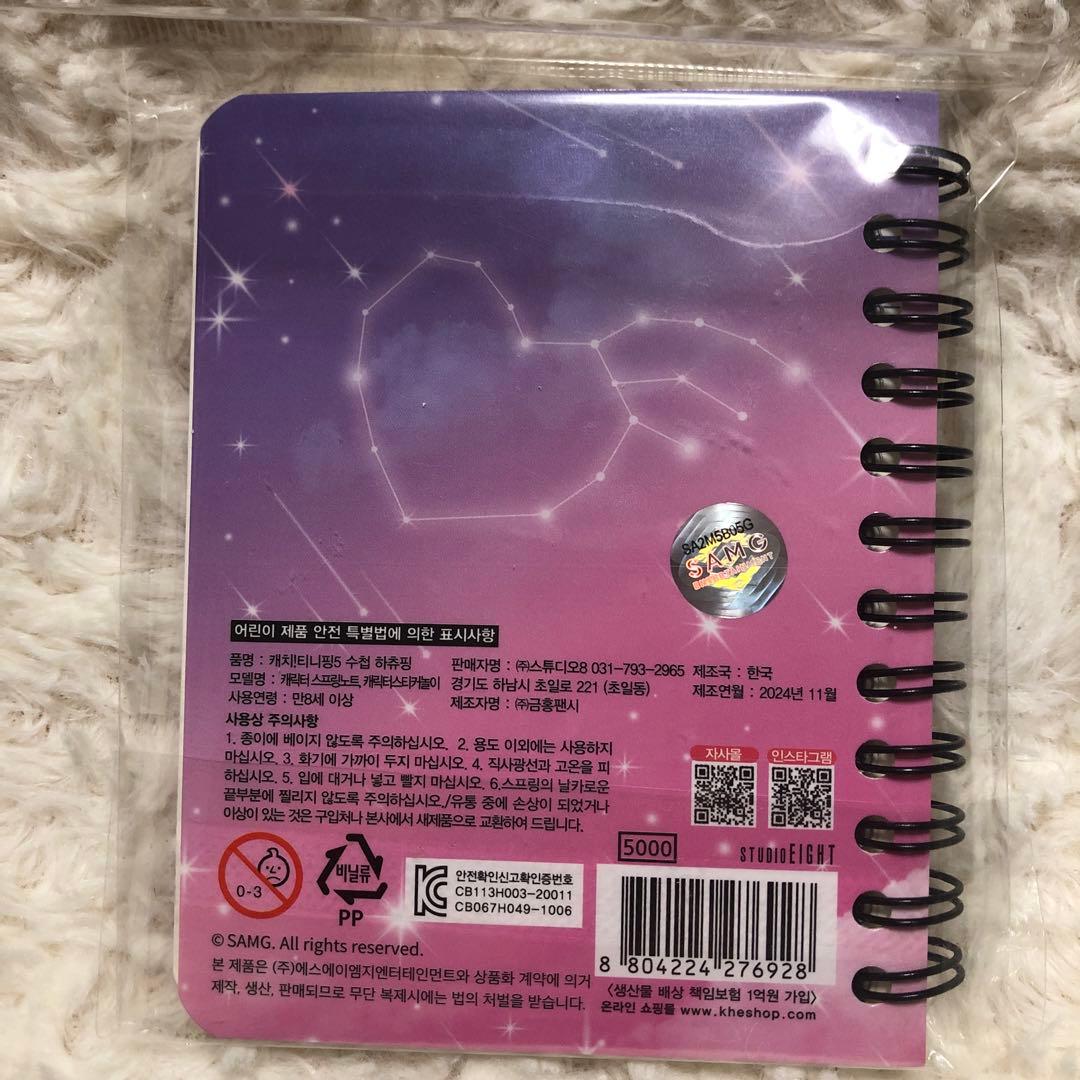 SA2M5B05G
SAMG
ENTERTAINMENT
어린이 제품 안전 특별법에 의한 표시사항
품명 : 캐치!티니핑5 수첩 하츄핑
모델명 : 캐릭터 스프링노트, 캐릭터스티커놀이
사용연령 : 만8세 이상
판매자명 : ㈜스튜디오8 031-793-2965
경기도 하남시 초일로 221 (초일동)
제조자명 : ㈜금홍팬시
제조국 : 한국
제조연월 : 2024년 11월
사용상 주의사항
1. 종이에 베이지 않도록 주의하십시오. 2. 용도 이외에는 사용하지
마십시오. 3. 화기에 가까이 두지 마십시오. 4. 직사광선과 고온을 피
하십시오. 5. 입에 대거나 넣고 빨지 마십시오. 6.스프링의 날카로운
끝부분에 찔리지 않도록 주의하십시오./유통 중에 손상이 되었거나
이상이 있는 것은 구입처나 본사에서 새제품으로 교환하여 드립니다.
자사몰
인스타그램
0-3
비닐류
PP
안전확인신고확인증번호
CB113H003-20011
CB067H049-1006
5000
STUDIOEIGHT
8 804224 276928
© SAMG. All rights reserved.
본 제품은 (주)에스에이엠지엔터테인먼트와 상품화 계약에 의거
제작, 생산, 판매되므로 무단 복제시에는 법의 처벌을 받습니다.
〈생산물 배상 책임보험 1억원 가입〉
온라인 쇼핑몰 www.kheshop.com